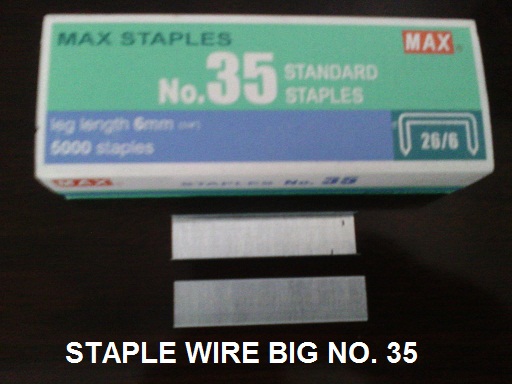 MAX STAPLES
MAX
No.35 STANDARD STAPLES
leg length 6mm
5000 staples
26/6
MAX STAPLES No. 35
STAPLE WIRE BIG NO. 35